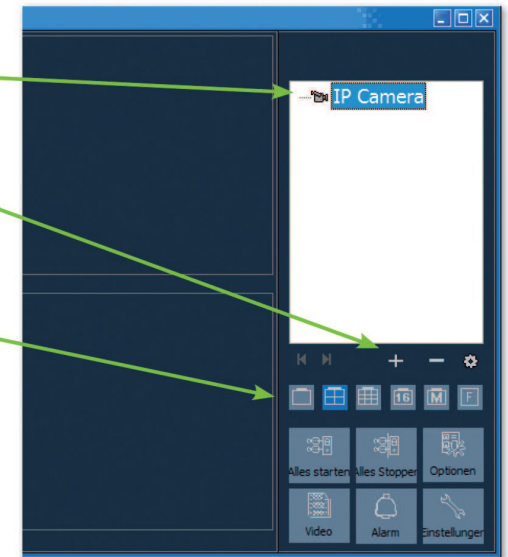 IP Camera
16 M F
Alles starten Alles Stoppen Optionen
Video Alarm Einstellungen